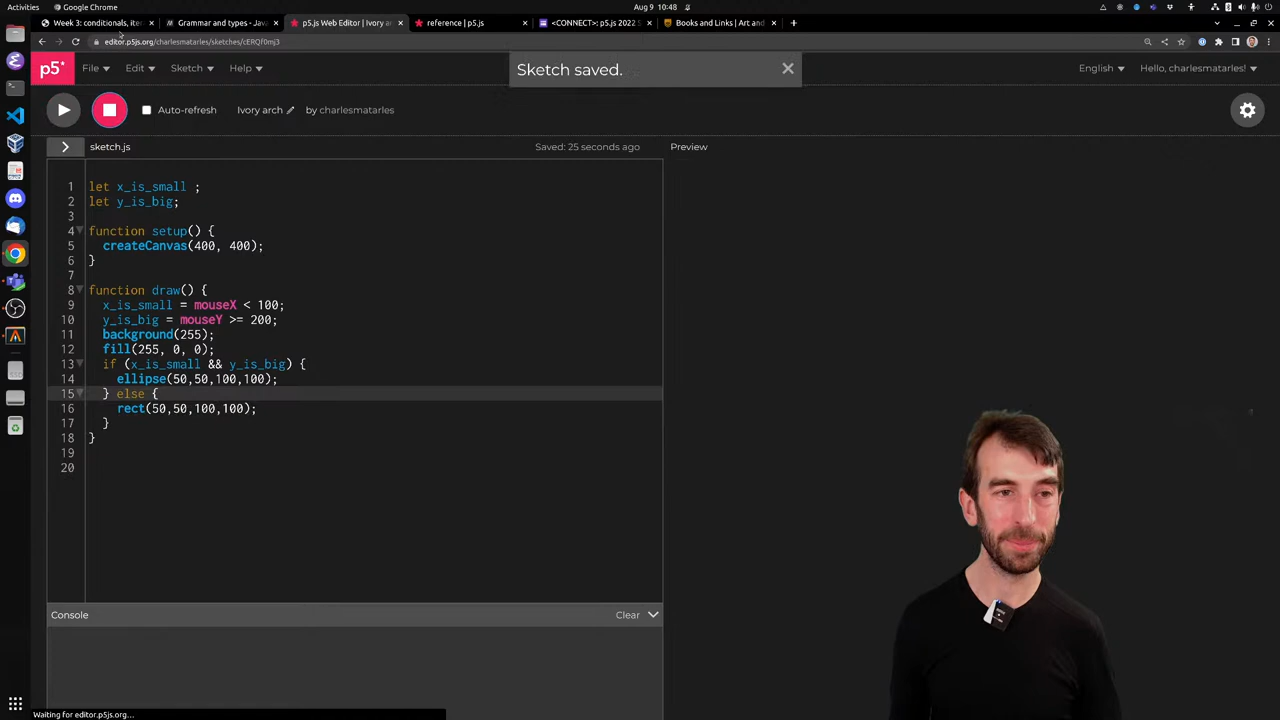 Activities
Google Chrome
Aug 9 10:48
Week 3: conditionals, iter
Grammar and types - Java
p5.js Web Editor | Ivory ar
reference | p5.js
<CONNECT>: p5.js 2022 S
Books and Links | Art and
editor.p5js.org/charlesmatarles/sketches/cERQf0mj3
p5*
File
Edit
Sketch
Help
Sketch saved.
English
Hello, charlesmatarles!
Auto-refresh
Ivory arch
by charlesmatarles
sketch.js
Saved: 25 seconds ago
Preview
1 let x_is_small ;
2 let y_is_big;
3
4 function setup() {
5 createCanvas(400, 400);
6 }
7
8 function draw() {
9 x_is_small = mouseX < 100;
10 y_is_big = mouseY >= 200;
11 background(255);
12 fill(255, 0, 0);
13 if (x_is_small && y_is_big) {
14 ellipse(50,50,100,100);
15 } else {
16 rect(50,50,100,100);
17 }
18 }
19
20
Console
Clear
Waiting for editor.p5js.org...